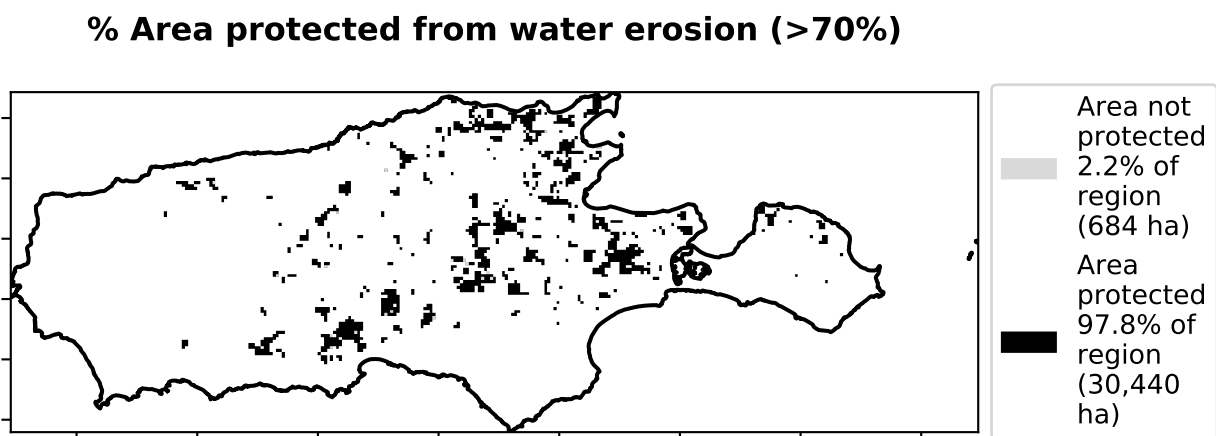 % Area protected from water erosion (>70%)
Area not
protected
2.2% of
region
(684 ha)
Area
protected
97.8% of
region
(30,440
ha)